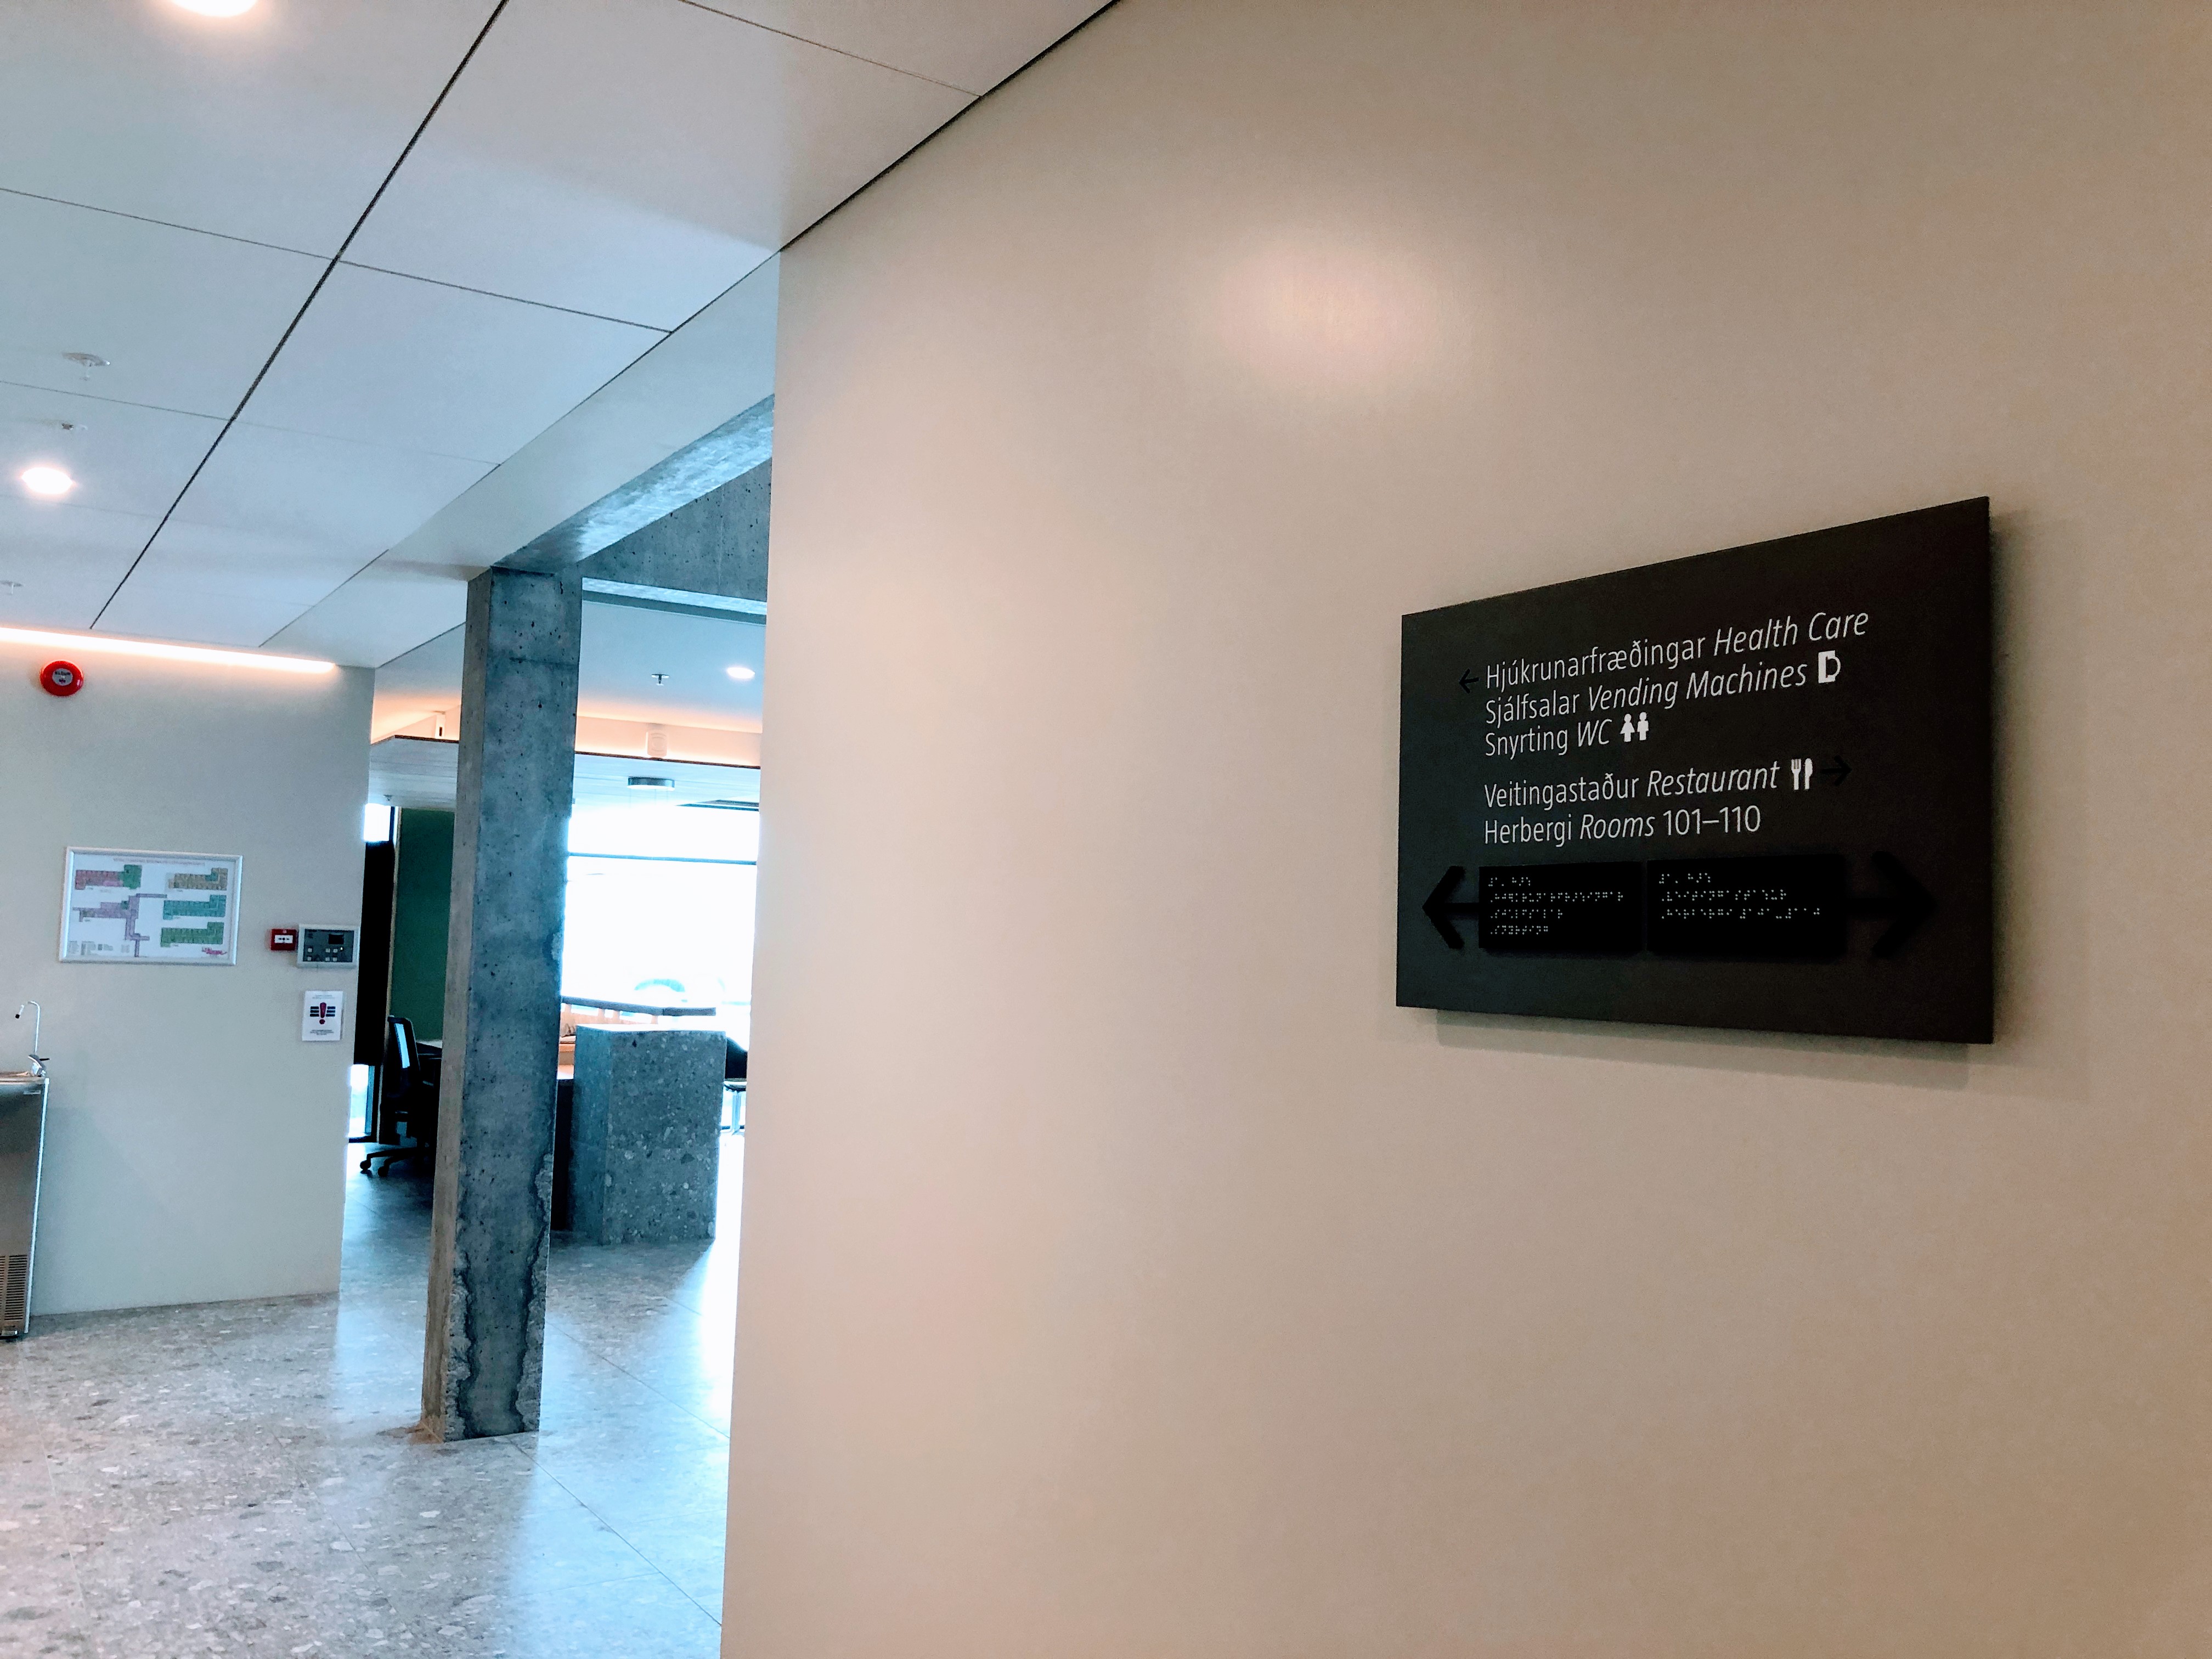 ← Hjúkrunarfræðingar Health Care
Sjálfsalar Vending Machines
Snyrting WC
Veitingastaður Restaurant →
Herbergi Rooms 101–110